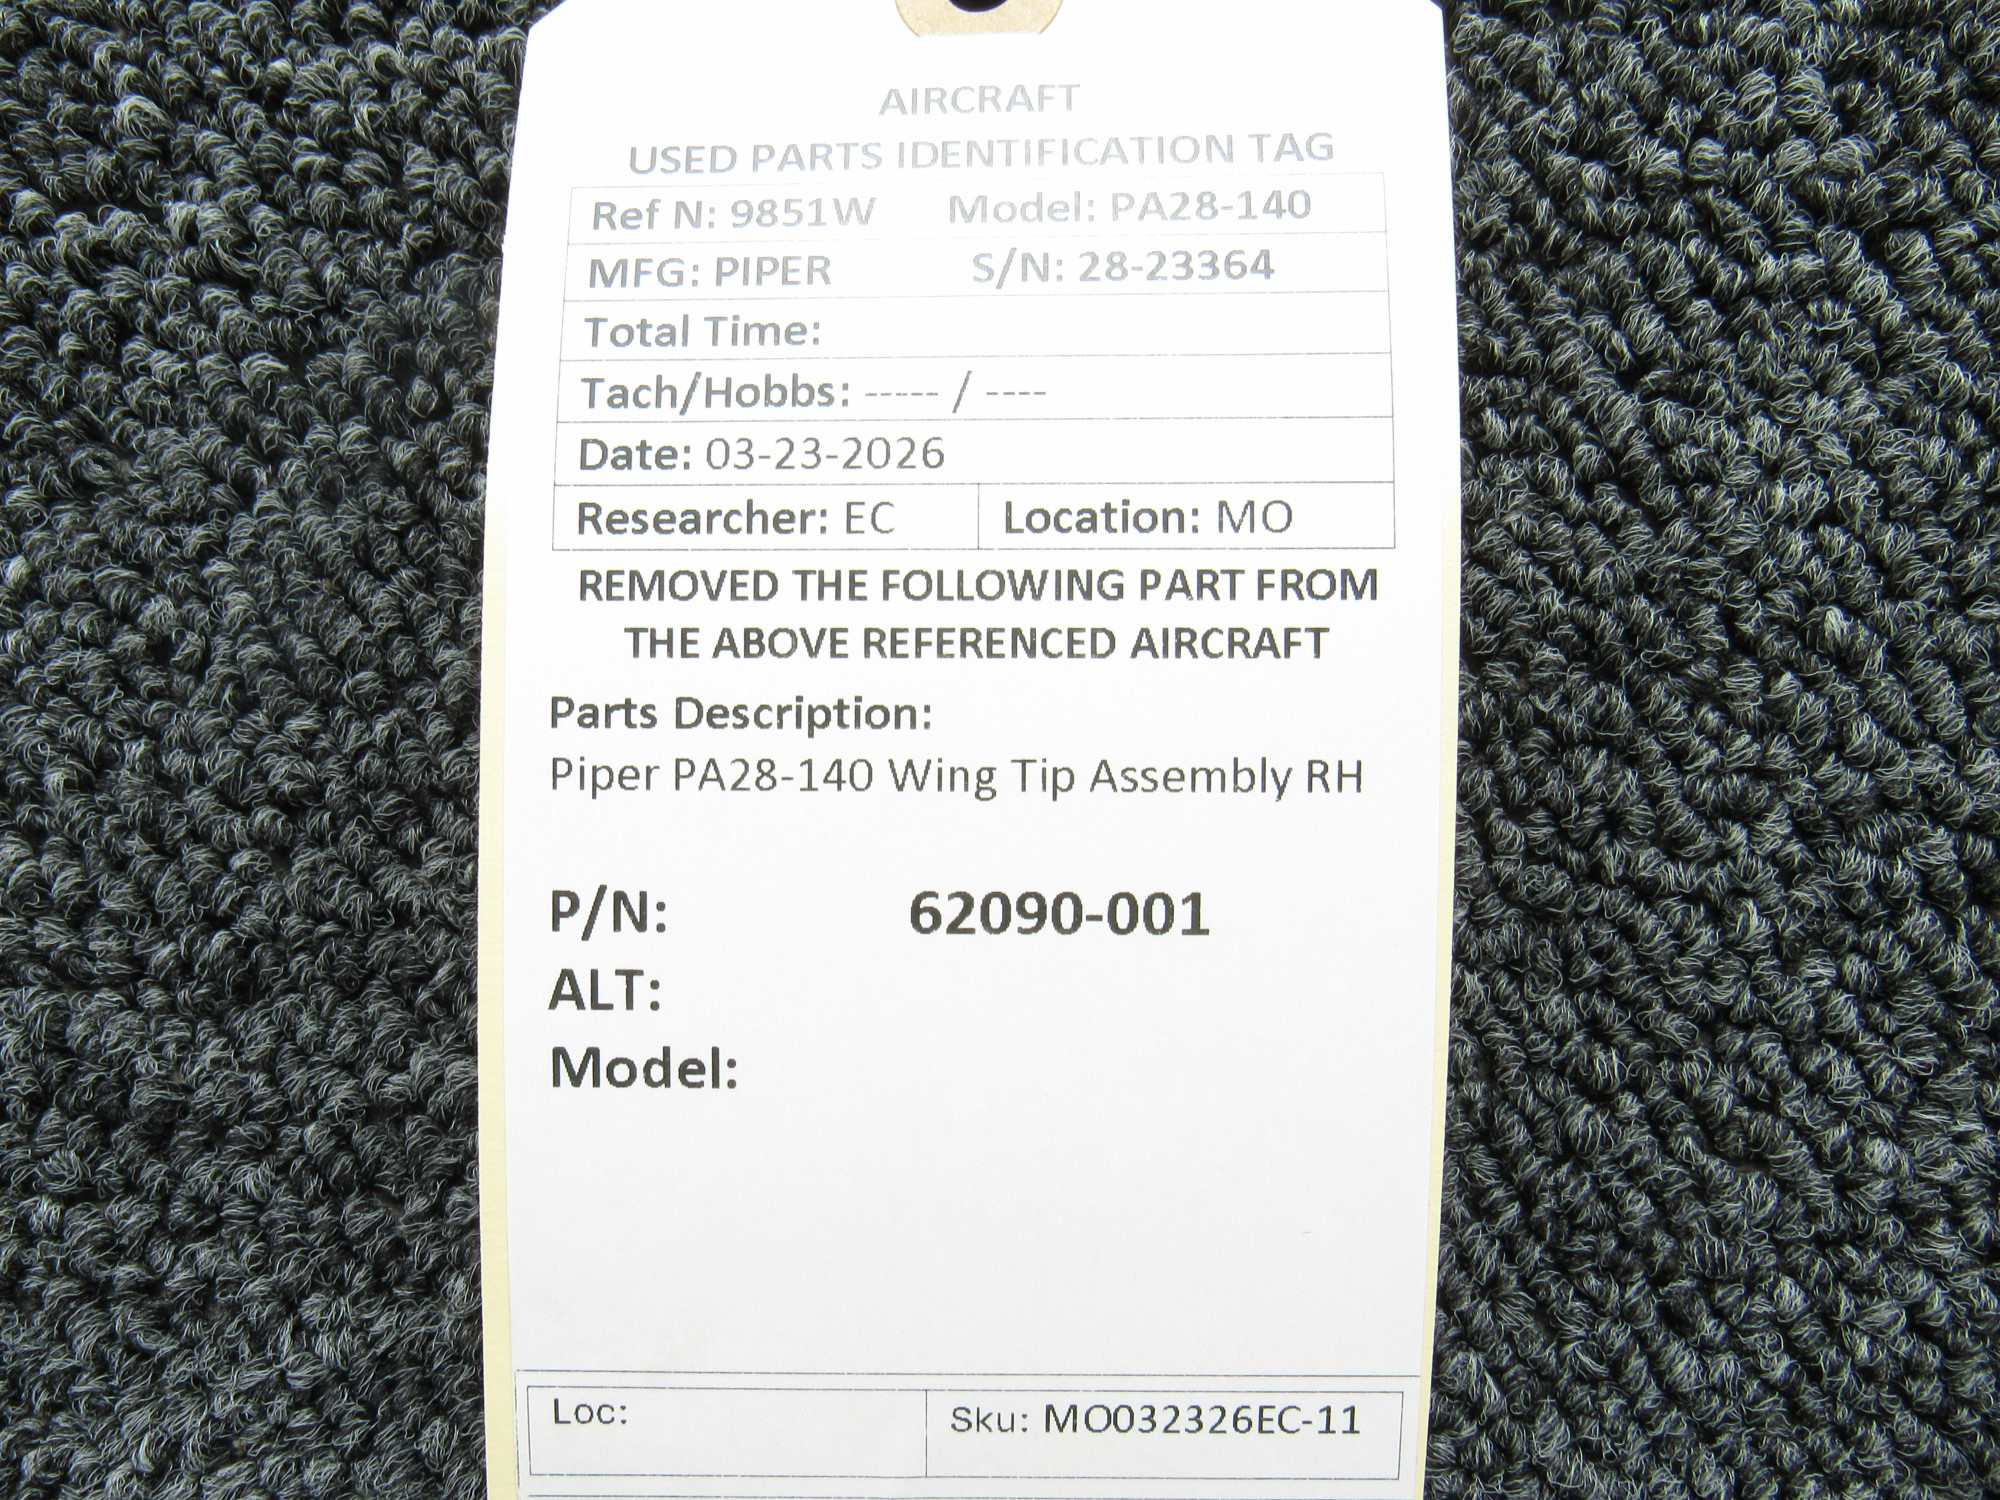 AIRCRAFT
USED PARTS IDENTIFICATION TAG
Ref N: 9851W Model: PA28-140
MFG: PIPER S/N: 28-23364
Total Time:
Tach/Hobbs: ----- / ----
Date: 03-23-2026
Researcher: EC Location: MO
REMOVED THE FOLLOWING PART FROM
THE ABOVE REFERENCED AIRCRAFT
Parts Description:
Piper PA28-140 Wing Tip Assembly RH
P/N: 62090-001
ALT:
Model:
Loc: Sku: MO032326EC-11